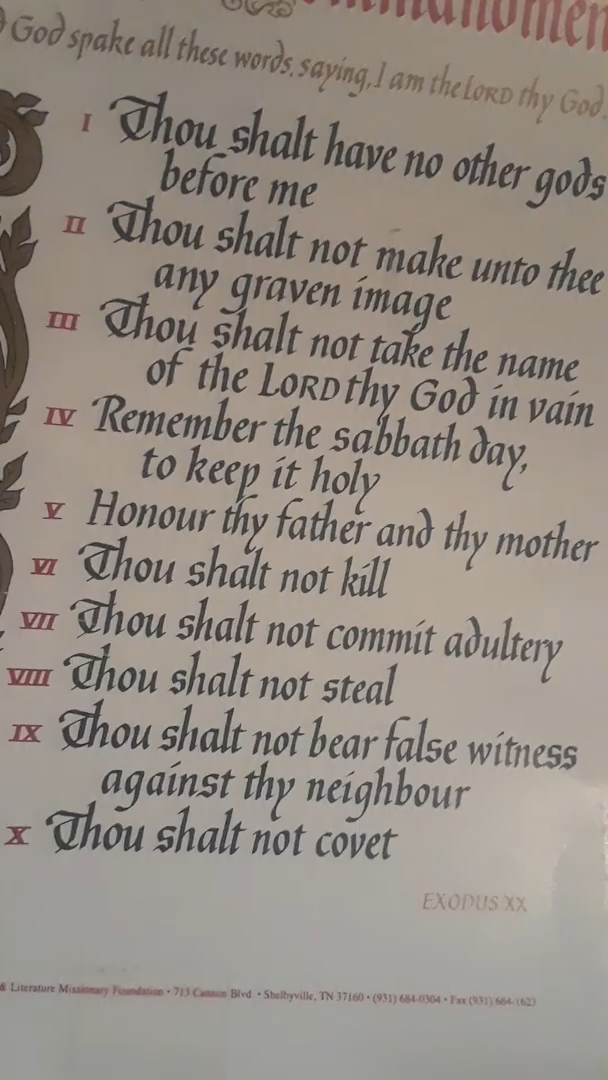 God spake all these words, saying, I am the LORD thy God,
I Thou shalt have no other gods
before me
II Thou shalt not make unto thee
any graven image
III Thou shalt not take the name
of the LORD thy God in vain
IV Remember the sabbath day,
to keep it holy
V Honour thy father and thy mother
VI Thou shalt not kill
VII Thou shalt not commit adultery
VIII Thou shalt not steal
IX Thou shalt not bear false witness
against thy neighbour
X Thou shalt not covet
EXODUS XX
& Literature Missionary Foundation • 713 Cannon Blvd • Shelbyville, TN 37160 • (931) 684-0304 • Fax (931) 684-1623